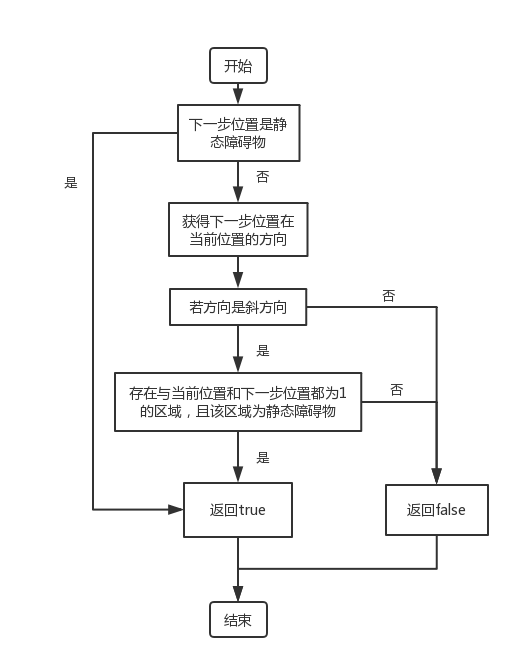 开始
下一步位置是静
态障碍物
是
否
获得下一步位置在
当前位置的方向
若方向是斜方向
否
是
存在与当前位置和下一步位置都为1
的区域，且该区域为静态障碍物
否
是
返回true
返回false
结束